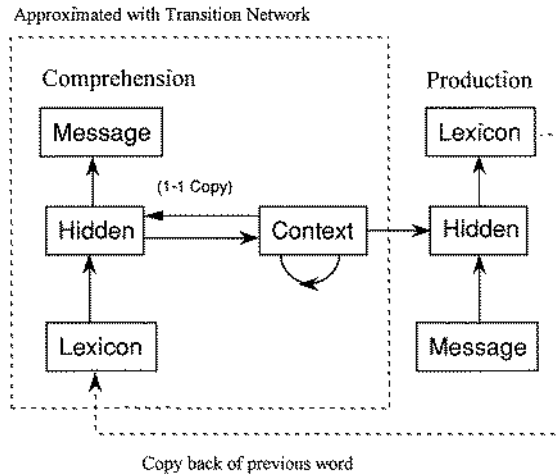 Approximated with Transition Network
Comprehension
Production
Message
Lexicon
(1-1 Copy)
Hidden
Context
Hidden
Lexicon
Message
Copy back of previous word